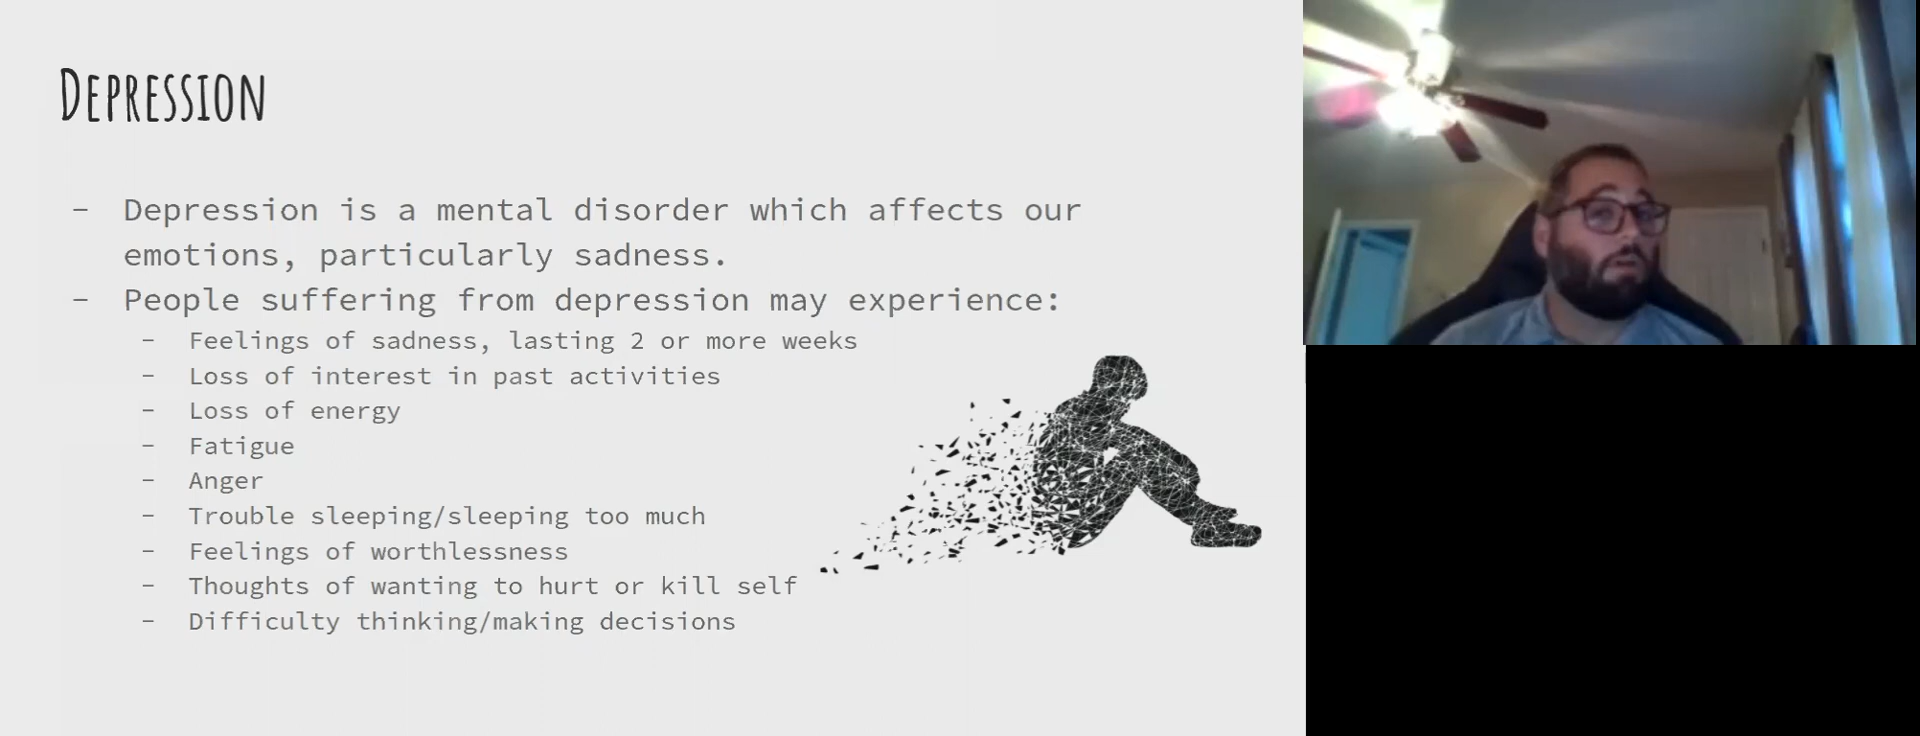 DEPRESSION
- Depression is a mental disorder which affects our
emotions, particularly sadness.
- People suffering from depression may experience:
- Feelings of sadness, lasting 2 or more weeks
- Loss of interest in past activities
- Loss of energy
- Fatigue
- Anger
- Trouble sleeping/sleeping too much
- Feelings of worthlessness
- Thoughts of wanting to hurt or kill self
- Difficulty thinking/making decisions